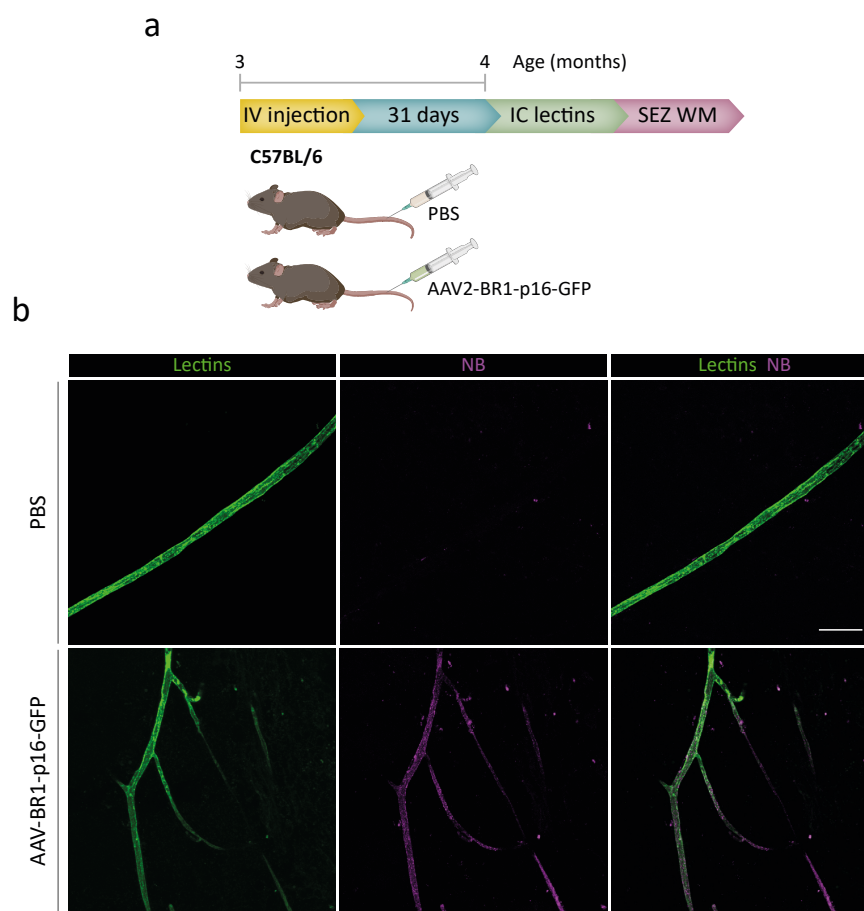 a
3 4 Age (months)
IV injection 31 days IC lectins SEZ WM
C57BL/6
PBS
AAV2-BR1-p16-GFP
b
Lectins NB Lectins NB
PBS
AAV-BR1-p16-GFP